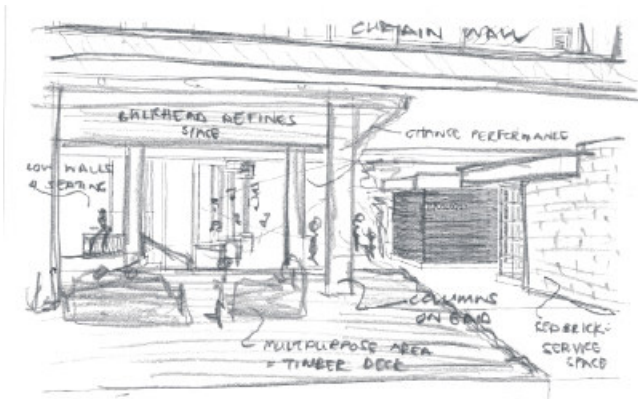 CURTAIN WALL
BULKHEAD DEFINES
SPACE
CHANCE PERFORMANCE
LOW WALLS
& SEATING
COLUMNS
ON GRID
MULTIPURPOSE AREA
= TIMBER DECK
RED BRICK =
SERVICE
SPACE